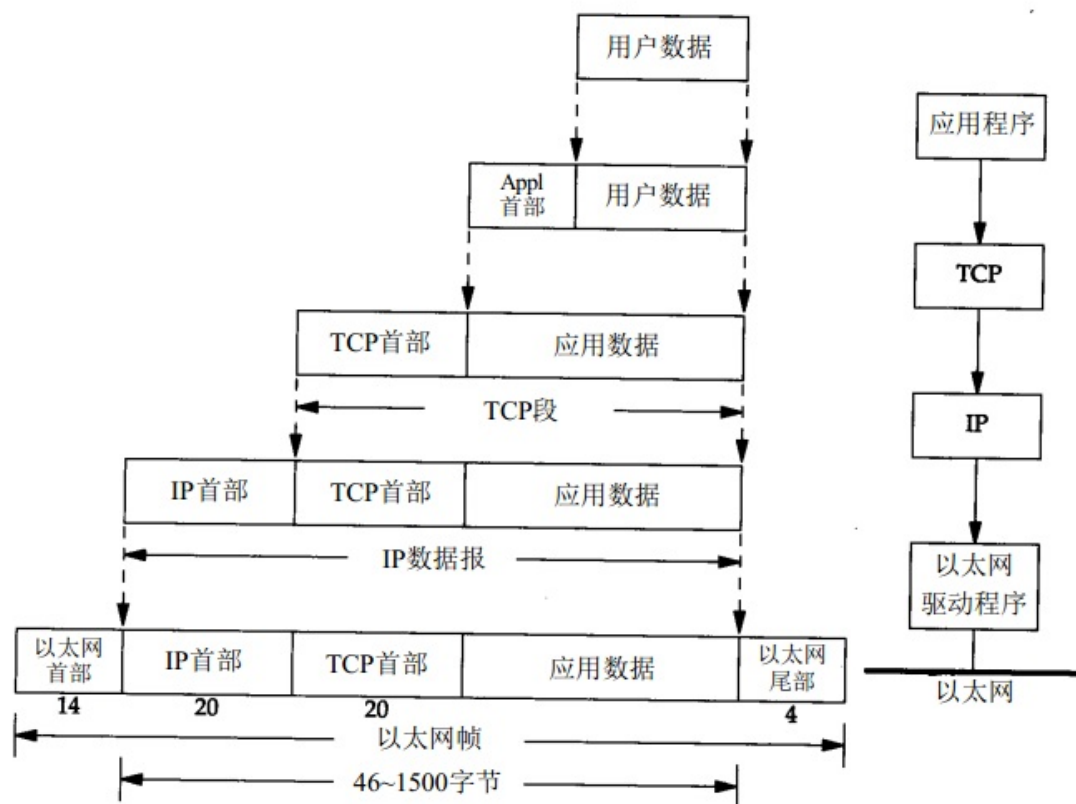 用户数据
应用程序
Appl
首部
用户数据
TCP
TCP首部
应用数据
TCP段
IP
IP首部
TCP首部
应用数据
IP数据报
以太网
驱动程序
以太网
首部
IP首部
TCP首部
应用数据
以太网
尾部
以太网
14
20
20
4
以太网帧
46~1500字节